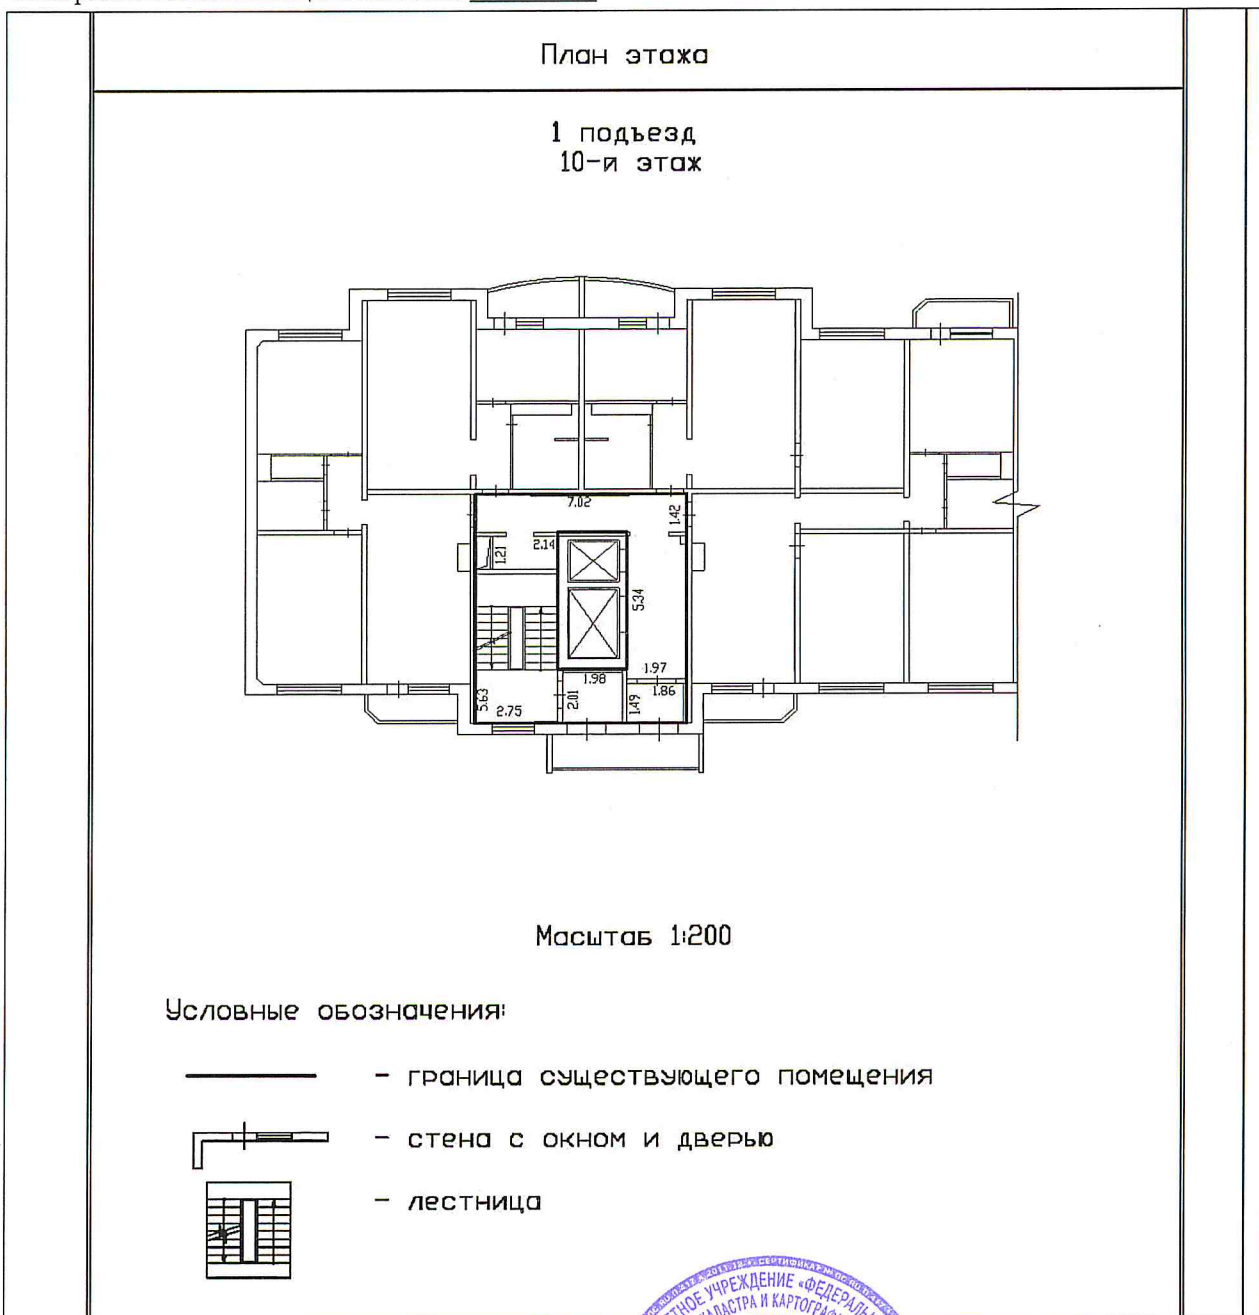 План этажа
1 подъезд
10-й этаж
7.02
1.42
1.21
2.14
5.34
1.97
1.98
1.86
5.63
2.75
2.01
1.49
Масштаб 1:200
Условные обозначения:
- граница существующего помещения
- стена с окном и дверью
- лестница
УЧРЕЖДЕНИЕ «ФЕДЕРАЛЬ
КАДАСТРА И КАРТОГРАФ